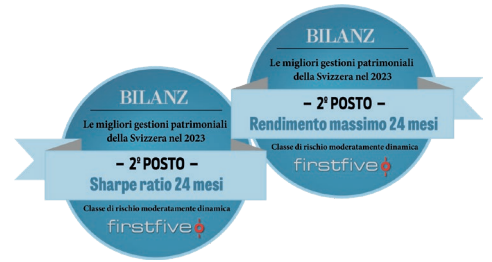 BILANZ
Le migliori gestioni patrimoniali
della Svizzera nel 2023
– 2º POSTO –
Sharpe ratio 24 mesi
Classe di rischio moderatamente dinamica
firstfive
BILANZ
Le migliori gestioni patrimoniali
della Svizzera nel 2023
– 2º POSTO –
Rendimento massimo 24 mesi
Classe di rischio moderatamente dinamica
firstfive